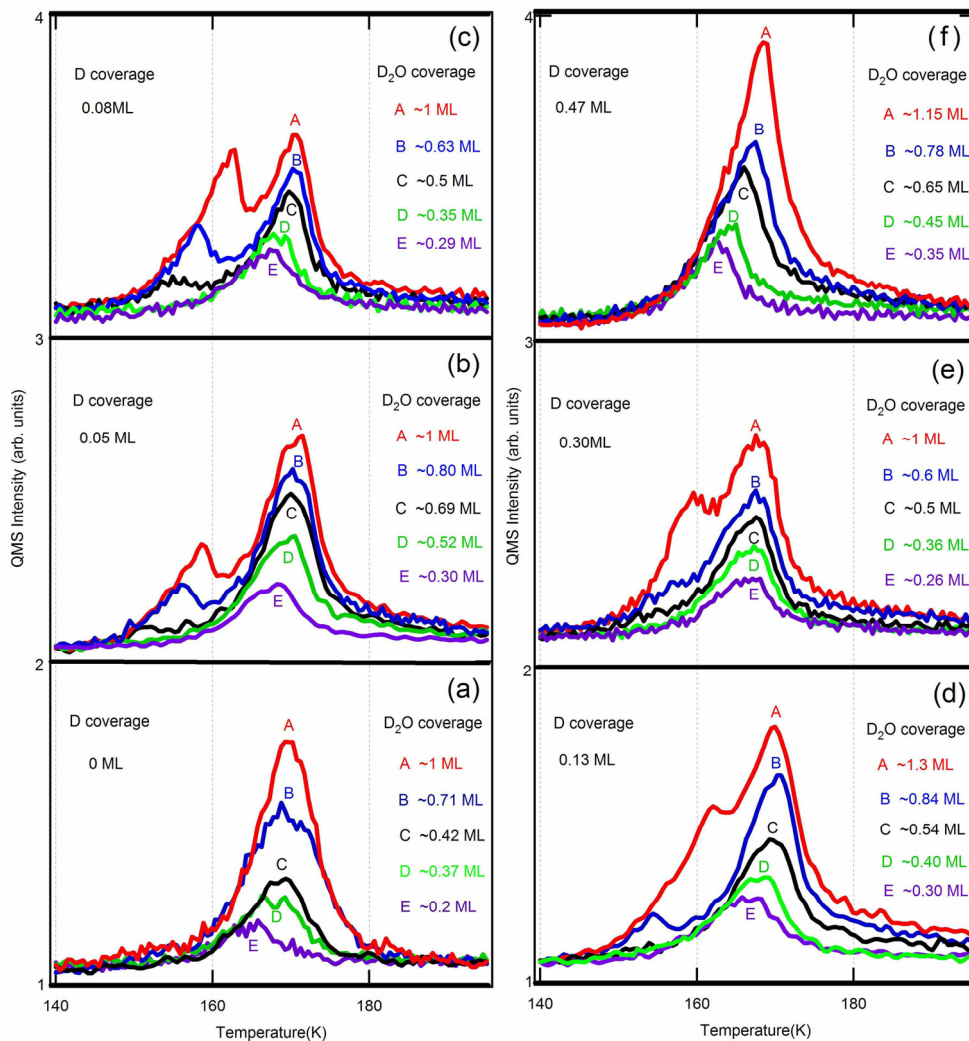 4
(c)
D coverage
0.08ML
D2O coverage
A ~1 ML
B ~0.63 ML
C ~0.5 ML
D ~0.35 ML
E ~0.29 ML
A
B
C
D
E
3
(b)
D coverage
0.05 ML
D2O coverage
A ~1 ML
B ~0.80 ML
C ~0.69 ML
D ~0.52 ML
E ~0.30 ML
A
B
C
D
E
QMS Intensity (arb. units)
2
(a)
D coverage
0 ML
D2O coverage
A ~1 ML
B ~0.71 ML
C ~0.42 ML
D ~0.37 ML
E ~0.2 ML
A
B
C
D
E
1
140
160
180
Temperature(K)
4
(f)
D coverage
0.47 ML
D2O coverage
A ~1.15 ML
B ~0.78 ML
C ~0.65 ML
D ~0.45 ML
E ~0.35 ML
A
B
C
D
E
3
(e)
D coverage
0.30ML
D2O coverage
A ~1 ML
B ~0.6 ML
C ~0.5 ML
D ~0.36 ML
E ~0.26 ML
A
B
C
D
E
QMS Intensity (arb. units)
2
(d)
D coverage
0.13 ML
D2O coverage
A ~1.3 ML
B ~0.84 ML
C ~0.54 ML
D ~0.40 ML
E ~0.30 ML
A
B
C
D
E
1
140
160
180
Temperature(K)